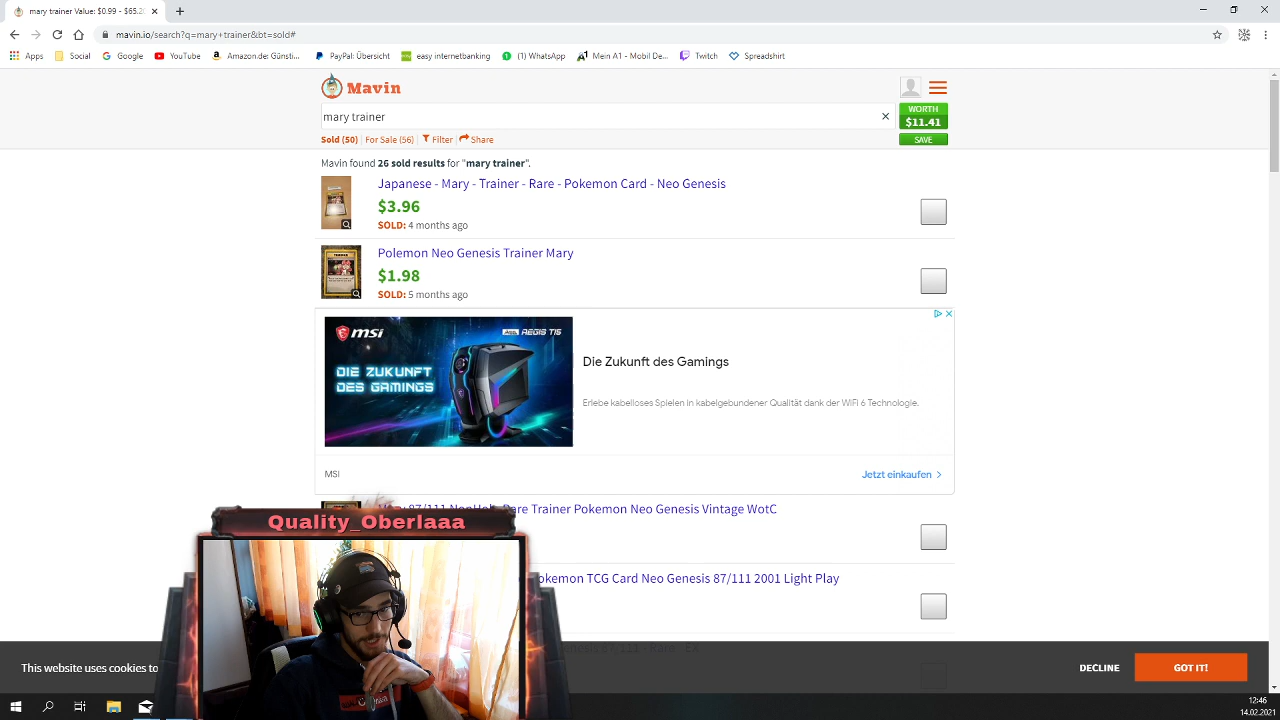 mary trainer Value: $0.99 - $65.2
mavin.io/search?q=mary+trainer&bt=sold#
Apps Social Google YouTube Amazon.de: Günsti... PayPal: Übersicht easy internetbanking (1) WhatsApp Mein A1 - Mobil De... Twitch Spreadshirt
Mavin
mary trainer
WORTH
$11.41
Sold (50) For Sale (56) Filter Share
SAVE
Mavin found 26 sold results for "mary trainer".
Japanese - Mary - Trainer - Rare - Pokemon Card - Neo Genesis
$3.96
SOLD: 4 months ago
Polemon Neo Genesis Trainer Mary
$1.98
SOLD: 5 months ago
msi
AEGIS TI5
DIE ZUKUNFT
DES GAMINGS
Die Zukunft des Gamings
Erlebe kabelloses Spielen in kabelgebundener Qualität dank der WiFi 6 Technologie.
MSI
Jetzt einkaufen
87/111 Rare Trainer Pokemon Neo Genesis Vintage WotC
Quality_Oberlaaa
okemon TCG Card Neo Genesis 87/111 2001 Light Play
This website uses cookies to
DECLINE
GOT IT!
12:46
14.02.2021